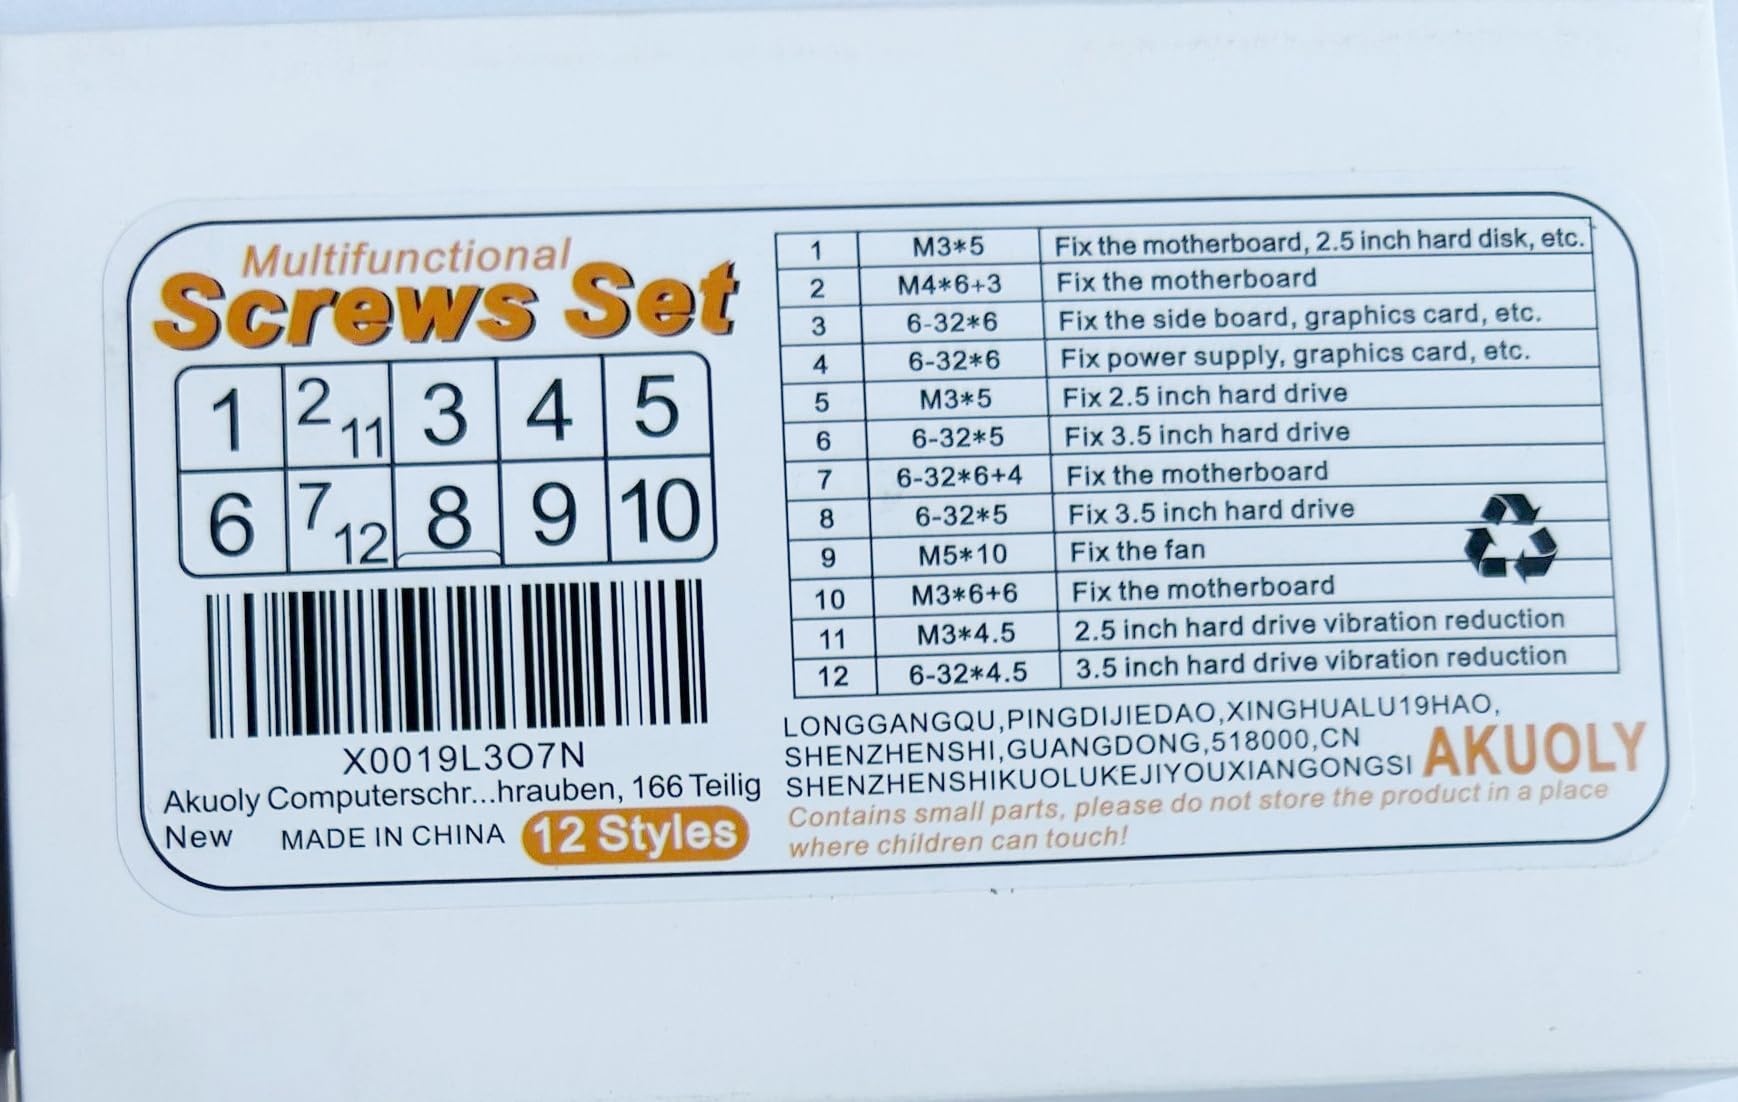 Multifunctional
Screws Set
1 2 11 3 4 5
6 7 12 8 9 10
X0019L3O7N
Akuoly Computerschr...hrauben, 166 Teilig
New MADE IN CHINA 12 Styles
1 M3*5 Fix the motherboard, 2.5 inch hard disk, etc.
2 M4*6+3 Fix the motherboard
3 6-32*6 Fix the side board, graphics card, etc.
4 6-32*6 Fix power supply, graphics card, etc.
5 M3*5 Fix 2.5 inch hard drive
6 6-32*5 Fix 3.5 inch hard drive
7 6-32*6+4 Fix the motherboard
8 6-32*5 Fix 3.5 inch hard drive
9 M5*10 Fix the fan
10 M3*6+6 Fix the motherboard
11 M3*4.5 2.5 inch hard drive vibration reduction
12 6-32*4.5 3.5 inch hard drive vibration reduction
LONGGANGQU,PINGDIJIEDAO,XINGHUALU19HAO,
SHENZHENSHI,GUANGDONG,518000,CN
SHENZHENSHIKUOLUKEJIYOUXIANGONGSI
AKUOLY
Contains small parts, please do not store the product in a place
where children can touch!